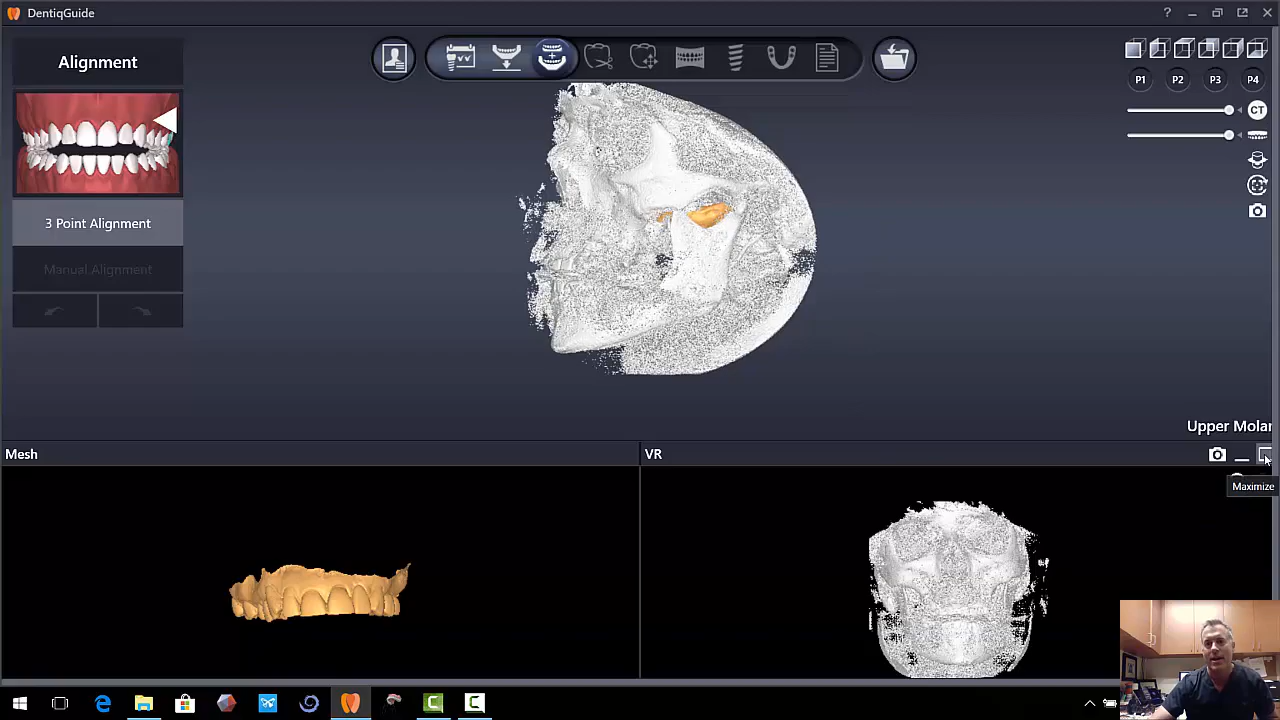 DentiqGuide
?
Alignment
P1 P2 P3 P4
CT
3 Point Alignment
Manual Alignment
Upper Molar
Mesh
VR
Maximize